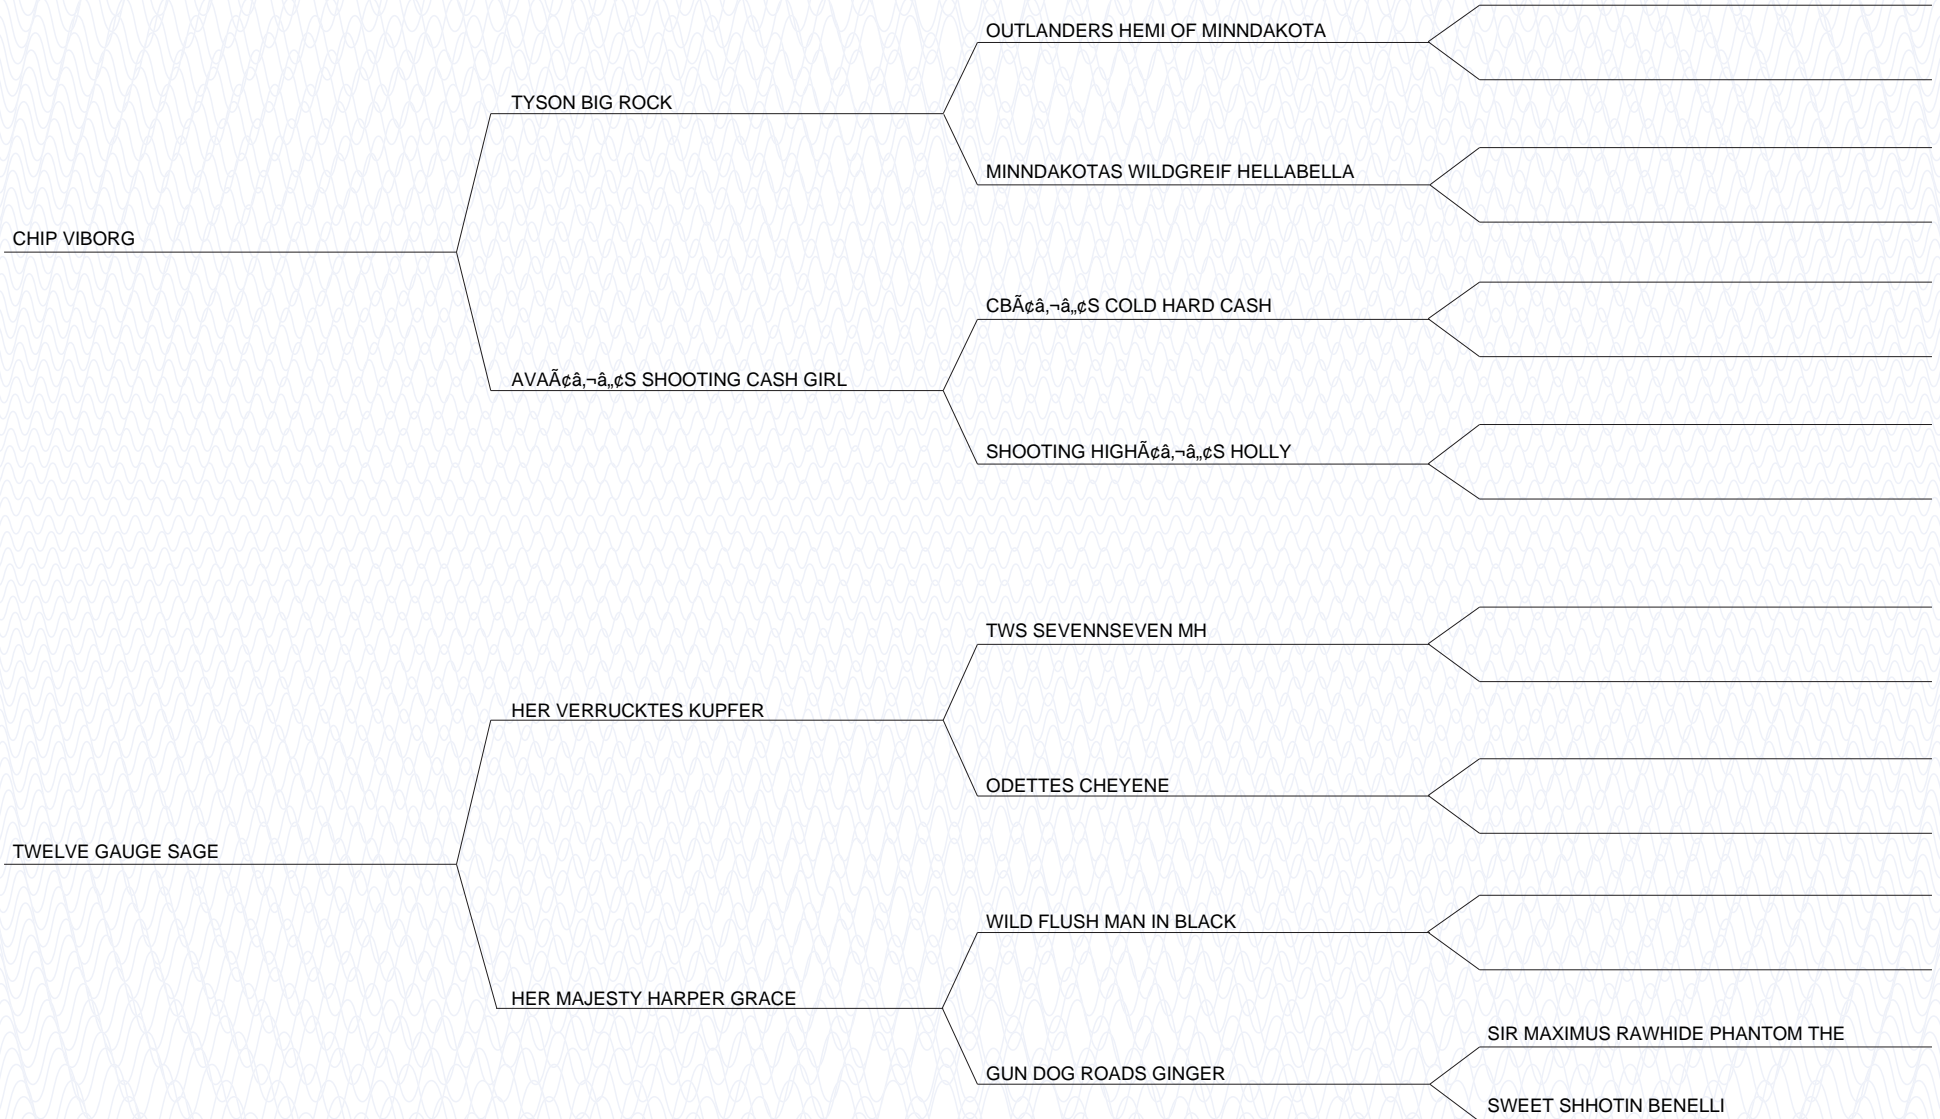 OUTLANDERS HEMI OF MINNDAKOTA
TYSON BIG ROCK
MINNDAKOTAS WILDGREIF HELLABELLA
CHIP VIBORG
CBÃ¢â‚¬â„¢S COLD HARD CASH
AVAÃ¢â‚¬â„¢S SHOOTING CASH GIRL
SHOOTING HIGHÃ¢â‚¬â„¢S HOLLY
TWS SEVENNSEVEN MH
HER VERRUCKTES KUPFER
ODETTES CHEYENE
TWELVE GAUGE SAGE
WILD FLUSH MAN IN BLACK
HER MAJESTY HARPER GRACE
SIR MAXIMUS RAWHIDE PHANTOM THE
GUN DOG ROADS GINGER
SWEET SHHOTIN BENELLI